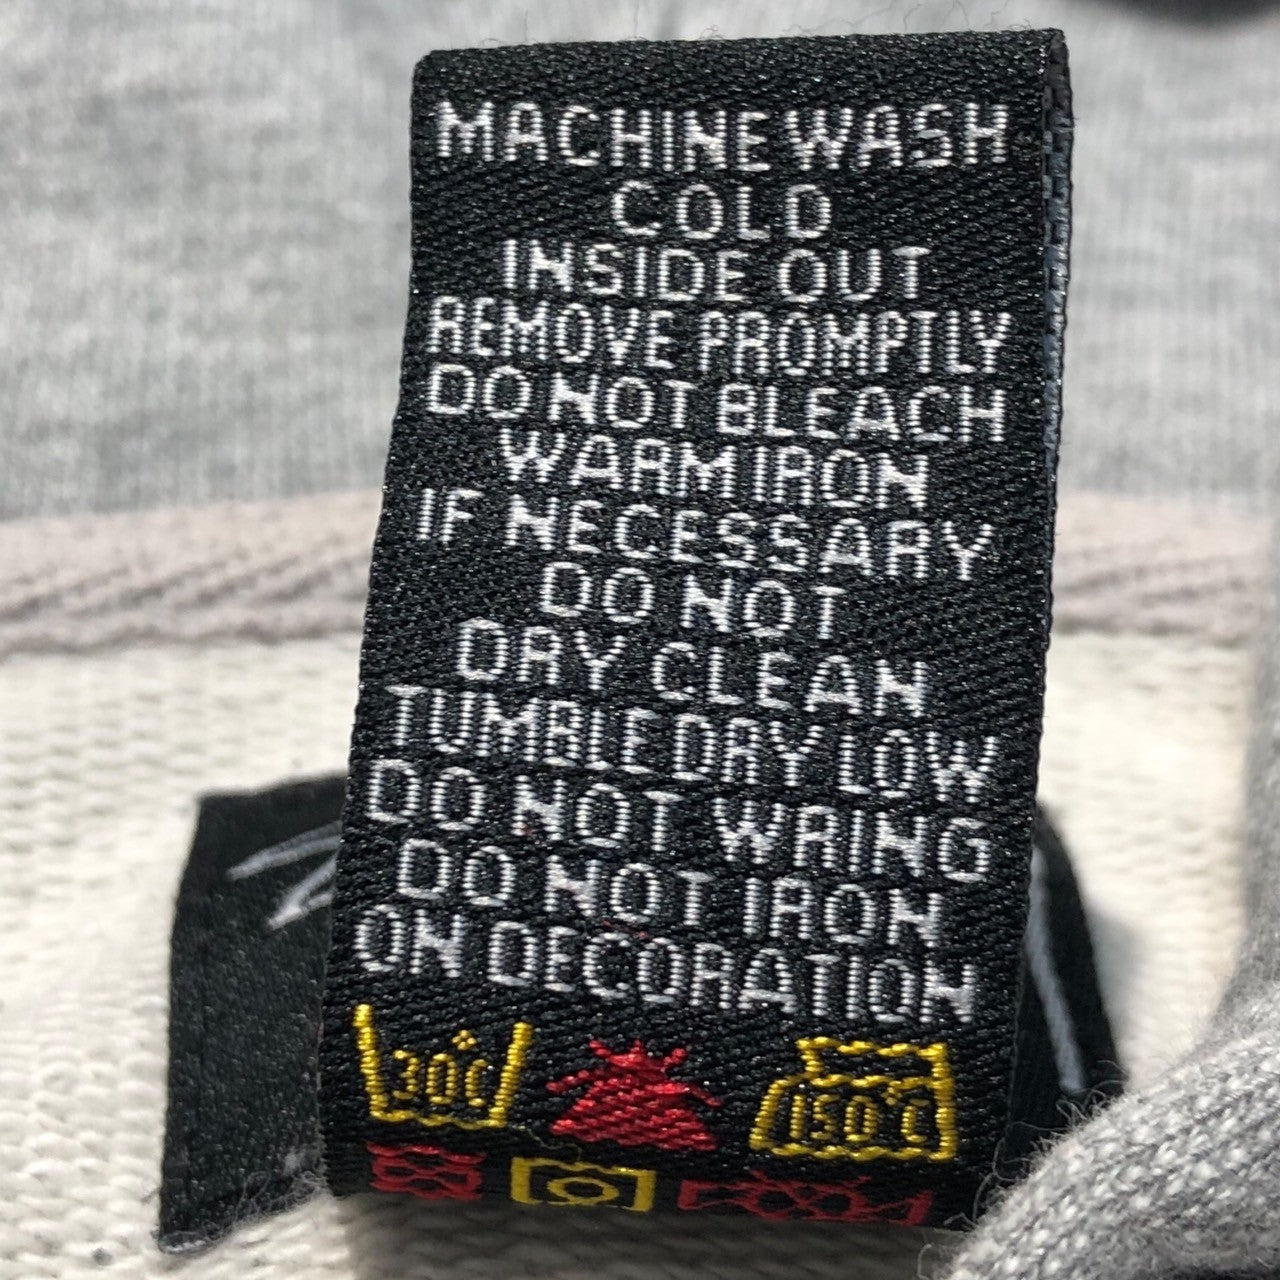 MACHINE WASH
COLD
INSIDE OUT
REMOVE PROMPTLY
DO NOT BLEACH
WARM IRON
IF NECESSARY
DO NOT
DRY CLEAN
TUMBLE DRY LOW
DO NOT WRING
DO NOT IRON
ON DECORATION
30°C
150°C